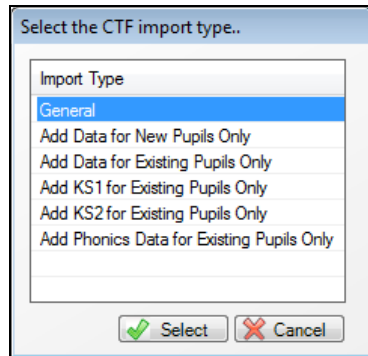 Select the CTF import type..
Import Type
General
Add Data for New Pupils Only
Add Data for Existing Pupils Only
Add KS1 for Existing Pupils Only
Add KS2 for Existing Pupils Only
Add Phonics Data for Existing Pupils Only
Select Cancel